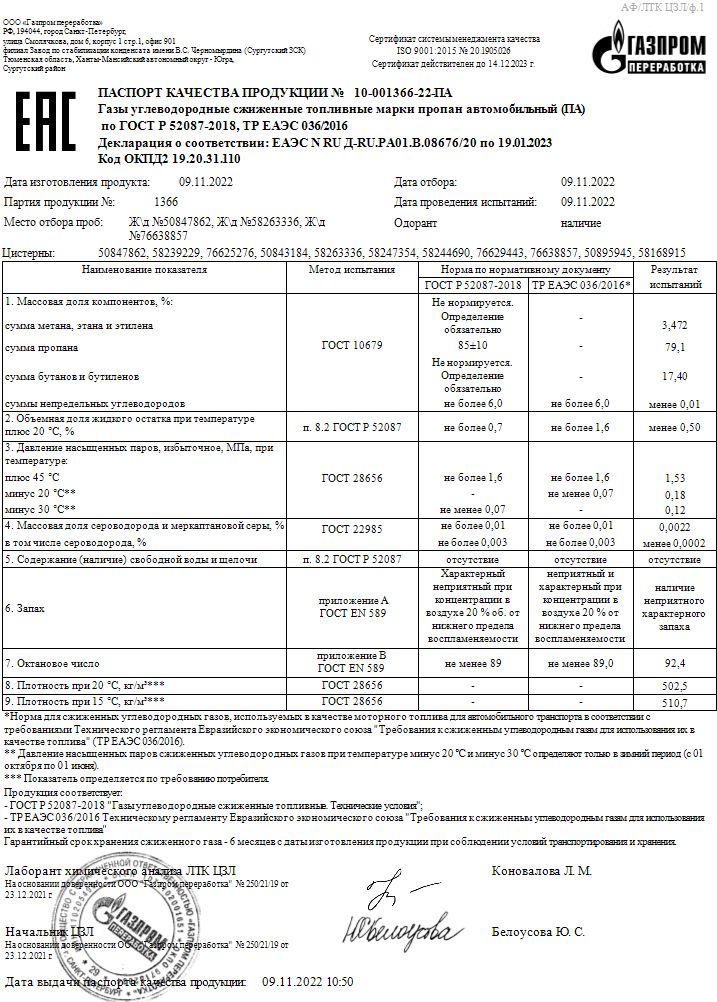 АФ/ЛТК ЦЗЛ/ф.1
ООО «Газпром переработка»
РФ, 194044, город Санкт-Петербург,
улица Смолячкова, дом 6, корпус 1 стр.1, офис 901
филиал Завод по стабилизации конденсата имени В.С. Черномырдина (Сургутский ЗСК)
Тюменская область, Ханты-Мансийский автономный округ - Югра,
Сургутский район
Сертификат системы менеджмента качества
ISO 9001:2015 № 20.1905.026
Сертификат действителен до 14.12.2023 г.
ГАЗПРОМ
ПЕРЕРАБОТКА
ЕАС
ПАСПОРТ КАЧЕСТВА ПРОДУКЦИИ № 10-001366-22-ПА
Газы углеводородные сжиженные топливные марки пропан автомобильный (ПА)
по ГОСТ Р 52087-2018, ТР ЕАЭС 036/2016
Декларация о соответствии: ЕАЭС N RU Д-RU.РА01.В.08676/20 по 19.01.2023
Код ОКПД2 19.20.31.110
Дата изготовления продукта: 09.11.2022 Дата отбора: 09.11.2022
Партия продукции №: 1366 Дата проведения испытаний: 09.11.2022
Место отбора проб: Ж\д №50847862, Ж\д №58263336, Ж\д №76638857 Одорант наличие
Цистерны: 50847862, 58239229, 76625276, 50843184, 58263336, 58247354, 58244690, 76629443, 76638857, 50895945, 58168915
Наименование показателя Метод испытания Норма по нормативному документу Результат испытаний
ГОСТ Р 52087-2018 ТР ЕАЭС 036/2016*
1. Массовая доля компонентов, %: ГОСТ 10679
сумма метана, этана и этилена Не нормируется. Определение обязательно - 3,472
сумма пропана 85±10 - 79,1
сумма бутанов и бутиленов Не нормируется. Определение обязательно - 17,40
суммы непредельных углеводородов не более 6,0 не более 6,0 менее 0,01
2. Объемная доля жидкого остатка при температуре плюс 20 °С, % п. 8.2 ГОСТ Р 52087 не более 0,7 не более 1,6 менее 0,50
3. Давление насыщенных паров, избыточное, МПа, при температуре: ГОСТ 28656
плюс 45 °С не более 1,6 не более 1,6 1,53
минус 20 °С** - не менее 0,07 0,18
минус 30 °С** не менее 0,07 - 0,12
4. Массовая доля сероводорода и меркаптановой серы, % ГОСТ 22985 не более 0,01 не более 0,01 0,0022
в том числе сероводорода, % не более 0,003 не более 0,003 менее 0,0002
5. Содержание (наличие) свободной воды и щелочи п. 8.2 ГОСТ Р 52087 отсутствие отсутствие отсутствие
6. Запах приложение А ГОСТ EN 589 Характерный неприятный при концентрации в воздухе 20 % об. от нижнего предела воспламеняемости неприятный и характерный при концентрации в воздухе 20 % от нижнего предела воспламеняемости наличие неприятного характерного запаха
7. Октановое число приложение В ГОСТ EN 589 не менее 89 не менее 89,0 92,4
8. Плотность при 20 °С, кг/м³*** ГОСТ 28656 - - 502,5
9. Плотность при 15 °С, кг/м³*** ГОСТ 28656 - - 510,7
*Норма для сжиженных углеводородных газов, используемых в качестве моторного топлива для автомобильного транспорта в соответствии с
требованиями Технического регламента Евразийского экономического союза "Требования к сжиженным углеводородным газам для использования их в
качестве топлива" (ТР ЕАЭС 036/2016).
** Давление насыщенных паров сжиженных углеводородных газов при температуре минус 20 °С и минус 30 °С определяют только в зимний период (с 01
октября по 01 июня).
*** Показатель определяется по требованию потребителя.
Продукция соответствует:
- ГОСТ Р 52087-2018 "Газы углеводородные сжиженные топливные. Технические условия";
- ТР ЕАЭС 036/2016 Техническому регламенту Евразийского экономического союза "Требования к сжиженным углеводородным газам для использования
их в качестве топлива"
Гарантийный срок хранения сжиженного газа - 6 месяцев с даты изготовления продукции при соблюдении условий транспортирования и хранения.
Лаборант химического анализа ЛТК ЦЗЛ Коновалова Л. М.
На основании доверенности ООО "Газпром переработка" № 250/21/19 от
23.12.2021 г
Начальник ЦЗЛ Белоусова Ю. С.
На основании доверенности ООО "Газпром переработка" № 250/21/19 от
23.12.2021 г
Дата выдачи паспорта качества продукции: 09.11.2022 10:50